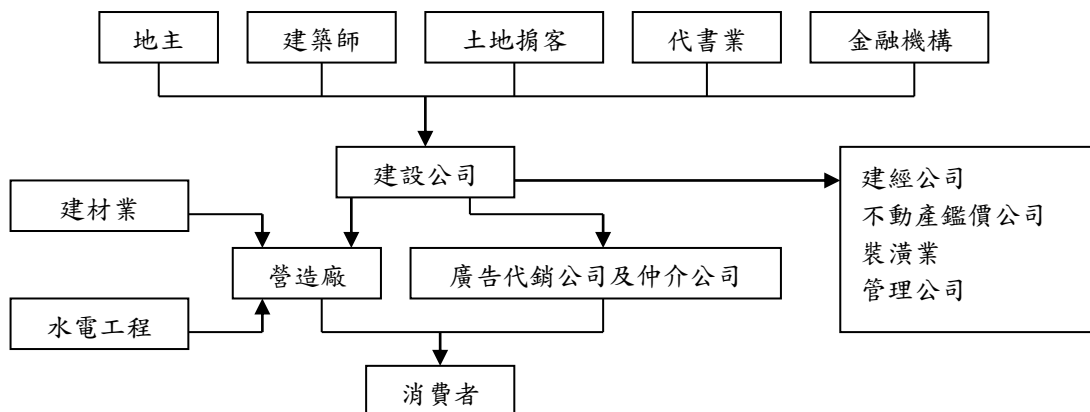 地主
建築師
土地掮客
代書業
金融機構
建設公司
建經公司
不動產鑑價公司
裝潢業
管理公司
建材業
營造廠
廣告代銷公司及仲介公司
水電工程
消費者